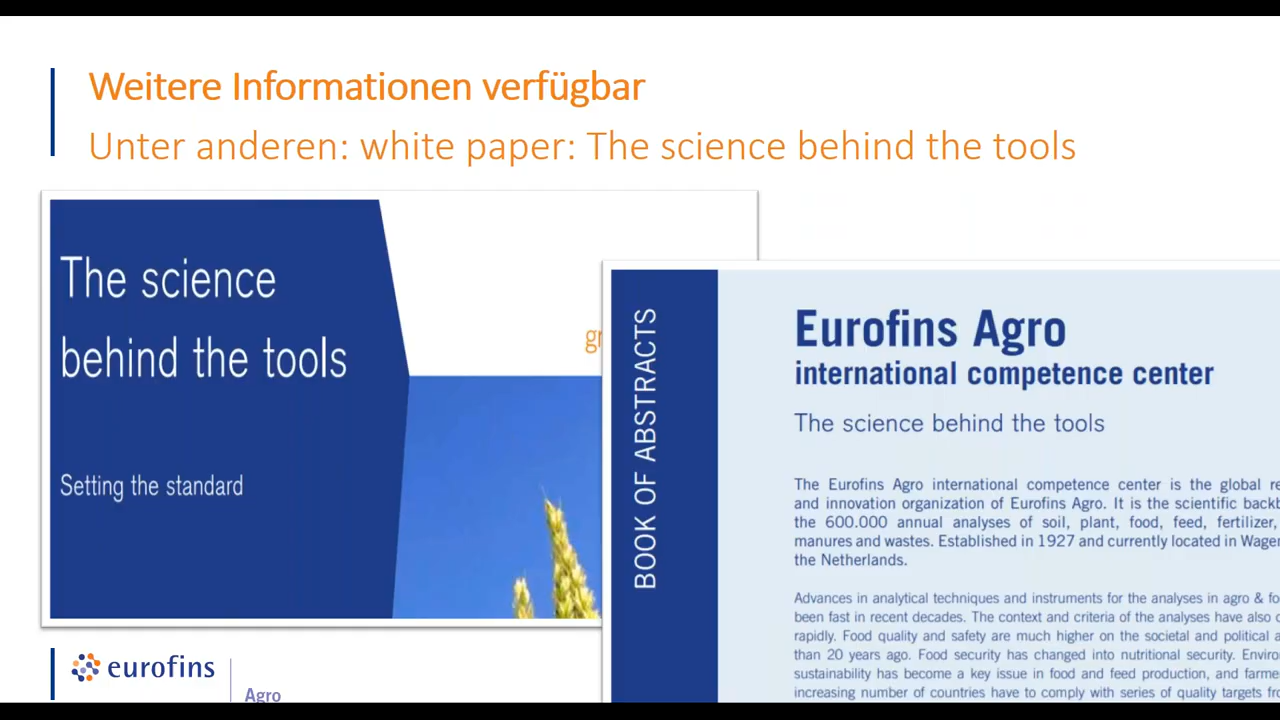 Weitere Informationen verfügbar
Unter anderen: white paper: The science behind the tools
The science
behind the tools
Setting the standard
BOOK OF ABSTRACTS
Eurofins Agro
international competence center
The science behind the tools
The Eurofins Agro international competence center is the global
and innovation organization of Eurofins Agro. It is the scientific
the 600.000 annual analyses of soil, plant, food, feed, fertilizer,
manures and wastes. Established in 1927 and currently located in
the Netherlands.
Advances in analytical techniques and instruments for the analyses in agro &
been fast in recent decades. The context and criteria of the analyses have also
rapidly. Food quality and safety are much higher on the societal and political
than 20 years ago. Food security has changed into nutritional security.
sustainability has become a key issue in food and feed production, and
increasing number of countries have to comply with series of quality targets
eurofins
Agro